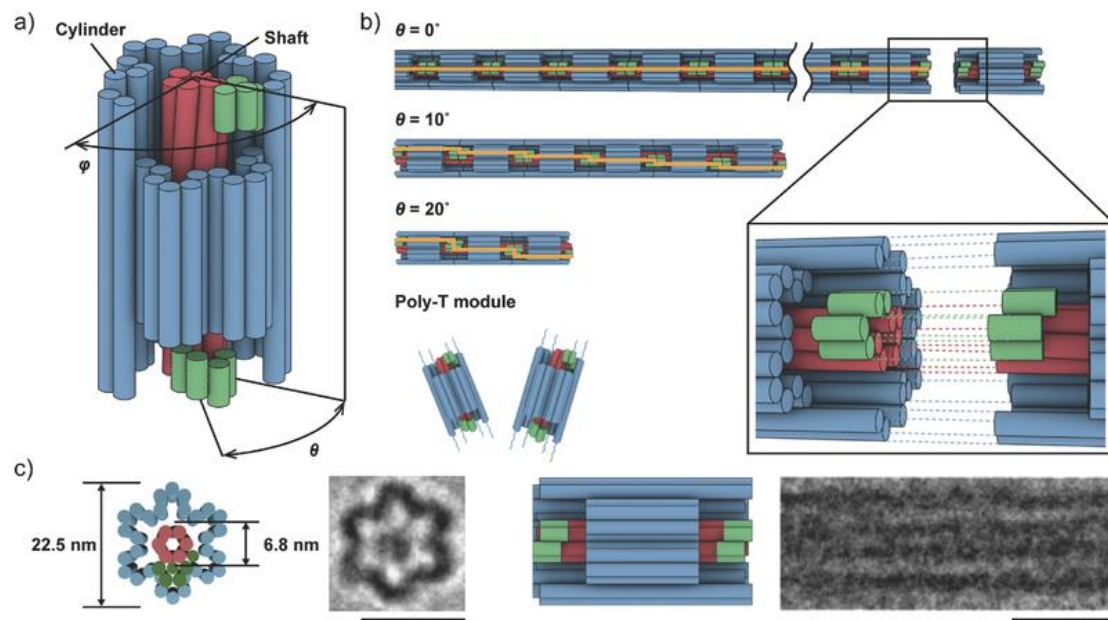 a)
Cylinder
Shaft
φ
θ
b)
θ = 0˚
θ = 10˚
θ = 20˚
Poly-T module
c)
22.5 nm
6.8 nm